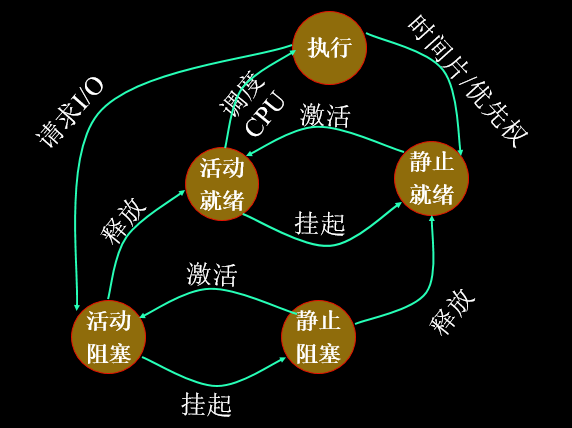 执行
时间片/优先权
请求I/O
调度
CPU
激活
活动
就绪
静止
就绪
挂起
释放
激活
活动
阻塞
静止
阻塞
释放
挂起